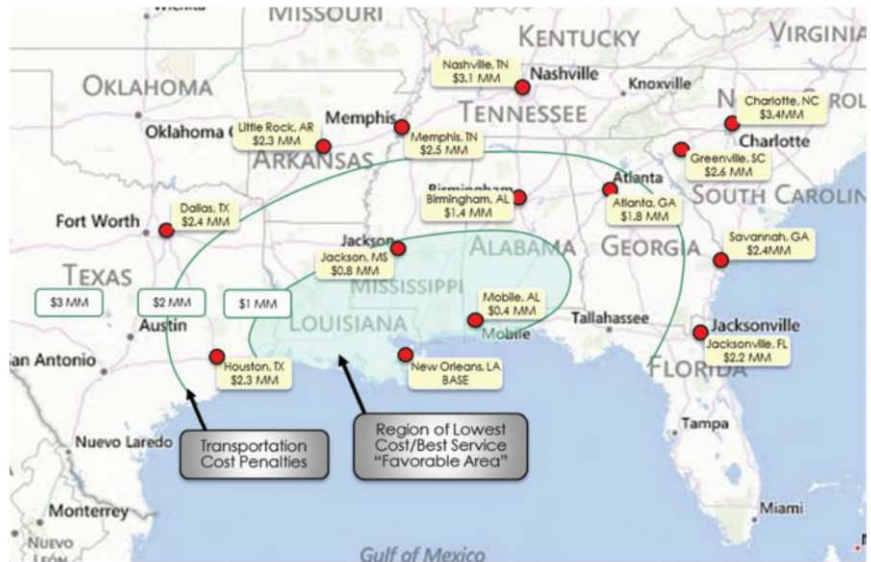 Wichita
MISSOURI
KENTUCKY
VIRGINIA
Nashville, TN
$3.1 MM
Nashville
Knoxville
OKLAHOMA
TENNESSEE
Charlotte, NC
$3.4MM
Oklahoma
Little Rock, AR
$2.3 MM
Memphis
Memphis, TN
$2.5 MM
ARKANSAS
Charlotte
Greenville, SC
$2.6 MM
Atlanta
Birmingham
Birmingham, AL
$1.4 MM
Atlanta, GA
$1.8 MM
SOUTH CAROLIN
Fort Worth
Dallas, TX
$2.4 MM
Jackson
Jackson, MS
$0.8 MM
ALABAMA
GEORGIA
Savannah, GA
$2.4MM
TEXAS
MISSISSIPPI
$3 MM
$2 MM
$1 MM
Mobile, AL
$0.4 MM
Austin
LOUISIANA
Mobile
Tallahassee
Jacksonville
Jacksonville, FL
$2.2 MM
San Antonio
Houston, TX
$2.3 MM
New Orleans, LA
BASE
FLORIDA
Transportation
Cost Penalties
Region of Lowest
Cost/Best Service
"Favorable Area"
Nuevo Laredo
Tampa
Monterrey
Miami
NUEVO
LEÓN
Gulf of Mexico